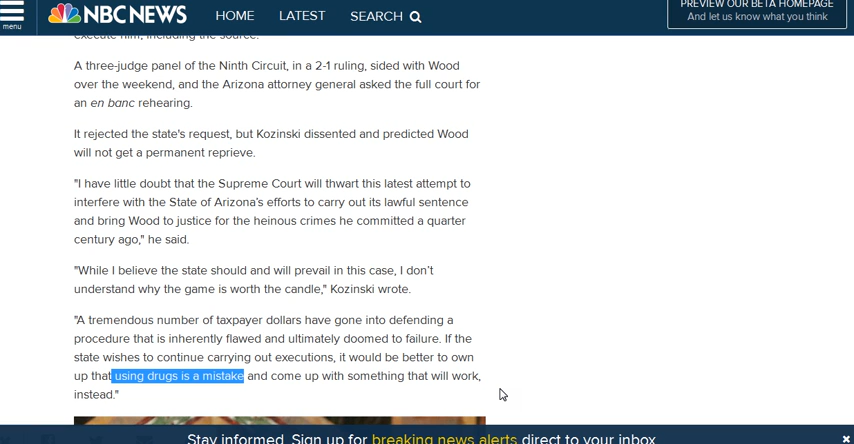 NBC NEWS
HOME
LATEST
SEARCH
PREVIEW OUR BETA HOMEPAGE
And let us know what you think
menu
execute him, including the source.
A three-judge panel of the Ninth Circuit, in a 2-1 ruling, sided with Wood
over the weekend, and the Arizona attorney general asked the full court for
an en banc rehearing.
It rejected the state's request, but Kozinski dissented and predicted Wood
will not get a permanent reprieve.
"I have little doubt that the Supreme Court will thwart this latest attempt to
interfere with the State of Arizona’s efforts to carry out its lawful sentence
and bring Wood to justice for the heinous crimes he committed a quarter
century ago," he said.
"While I believe the state should and will prevail in this case, I don’t
understand why the game is worth the candle," Kozinski wrote.
"A tremendous number of taxpayer dollars have gone into defending a
procedure that is inherently flawed and ultimately doomed to failure. If the
state wishes to continue carrying out executions, it would be better to own
up that using drugs is a mistake and come up with something that will work,
instead."
Stay informed. Sign up for breaking news alerts direct to your inbox